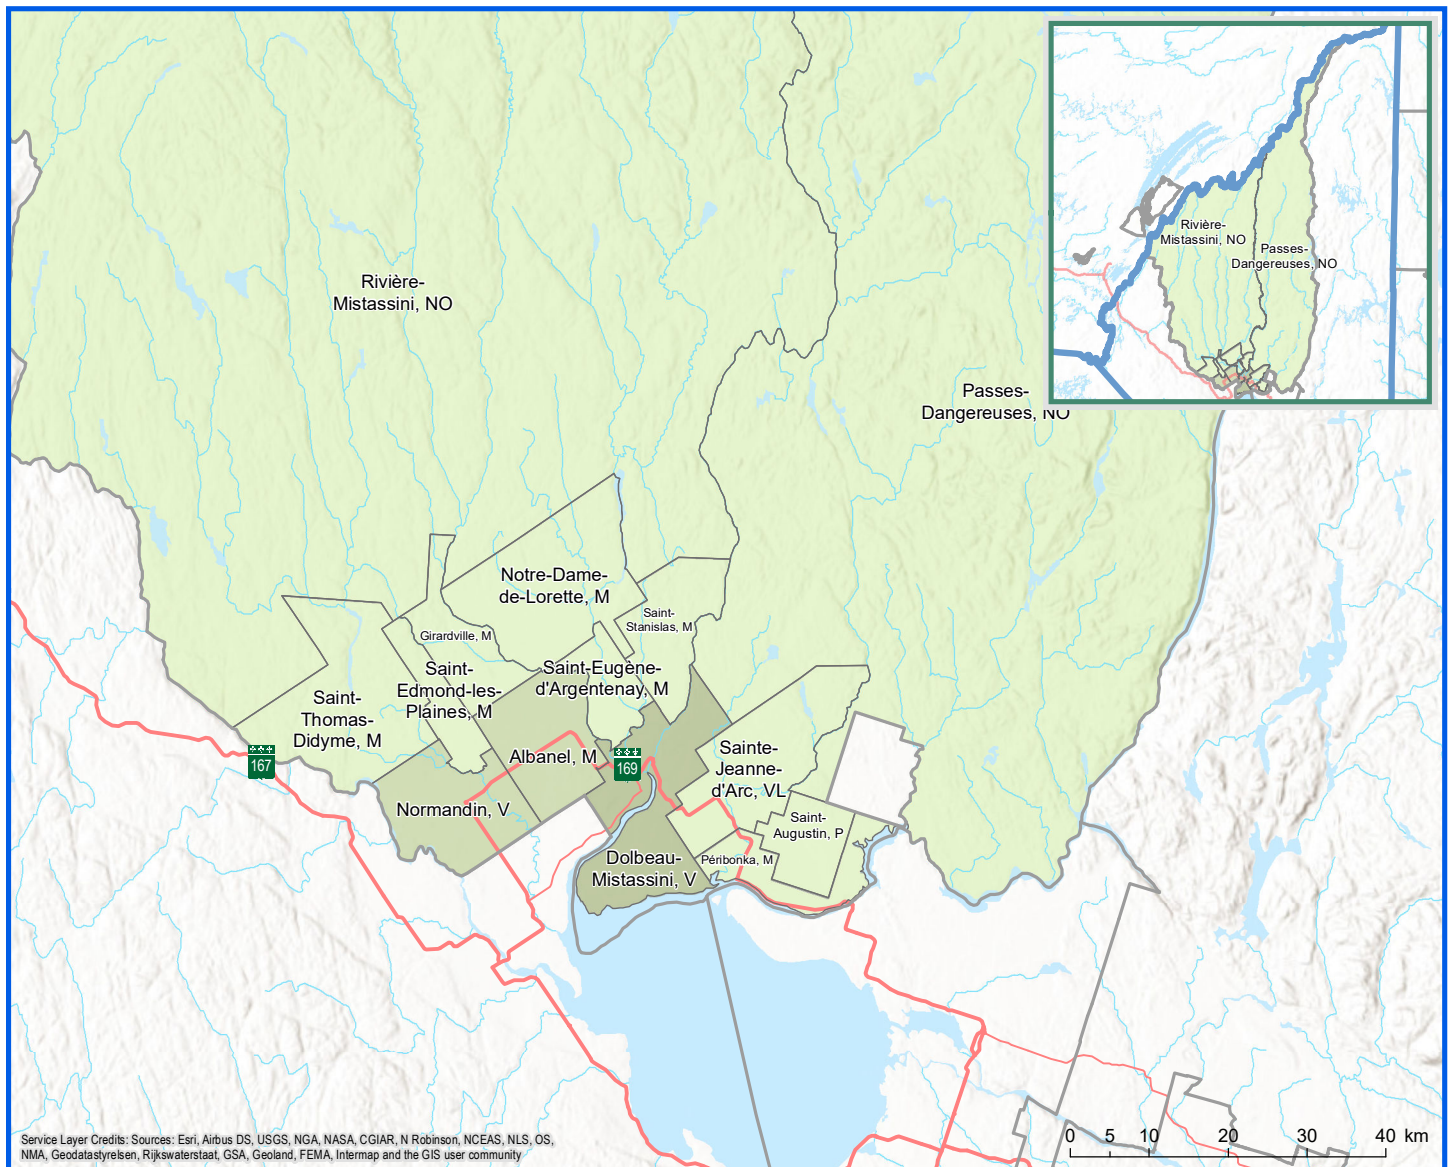 Rivière-
Mistassini, NO
Passes-
Dangereuses, NO
Rivière-
Mistassini, NO
Passes-
Dangereuses, NO
Notre-Dame-
de-Lorette, M
Saint-
Stanislas, M
Girardville, M
Saint-
Edmond-les-
Plaines, M
Saint-Eugène-
d'Argentenay, M
Saint-
Thomas-
Didyme, M
167
Albanel, M
169
Sainte-
Jeanne-
d'Arc, VL
Normandin, V
Saint-
Augustin, P
Dolbeau-
Mistassini, V
Péribonka, M
Service Layer Credits: Sources: Esri, Airbus DS, USGS, NGA, NASA, CGIAR, N Robinson, NCEAS, NLS, OS,
NMA, Geodatastyrelsen, Rijkswaterstaat, GSA, Geoland, FEMA, Intermap and the GIS user community
0 5 10 20 30 40 km